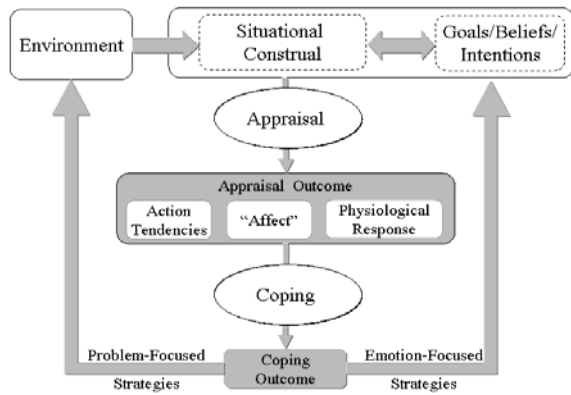 Environment
Situational
Construal
Goals/Beliefs/
Intentions
Appraisal
Appraisal Outcome
Action
Tendencies
“Affect”
Physiological
Response
Coping
Problem-Focused
Strategies
Coping
Outcome
Emotion-Focused
Strategies